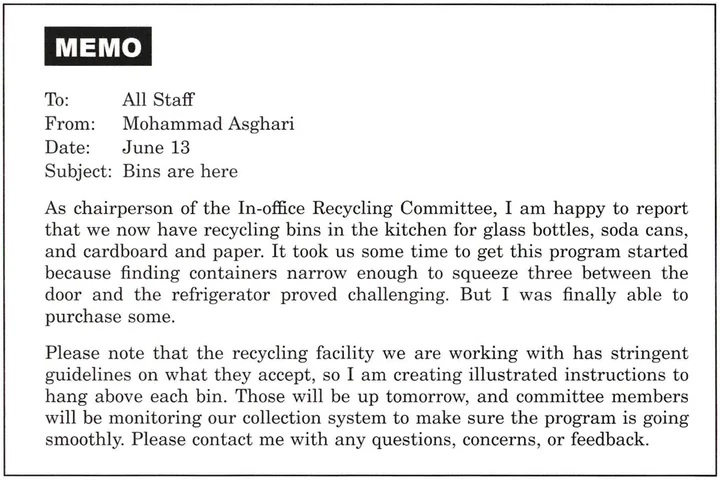 MEMO
To: All Staff
From: Mohammad Asghari
Date: June 13
Subject: Bins are here
As chairperson of the In-office Recycling Committee, I am happy to report
that we now have recycling bins in the kitchen for glass bottles, soda cans,
and cardboard and paper. It took us some time to get this program started
because finding containers narrow enough to squeeze three between the
door and the refrigerator proved challenging. But I was finally able to
purchase some.
Please note that the recycling facility we are working with has stringent
guidelines on what they accept, so I am creating illustrated instructions to
hang above each bin. Those will be up tomorrow, and committee members
will be monitoring our collection system to make sure the program is going
smoothly. Please contact me with any questions, concerns, or feedback.